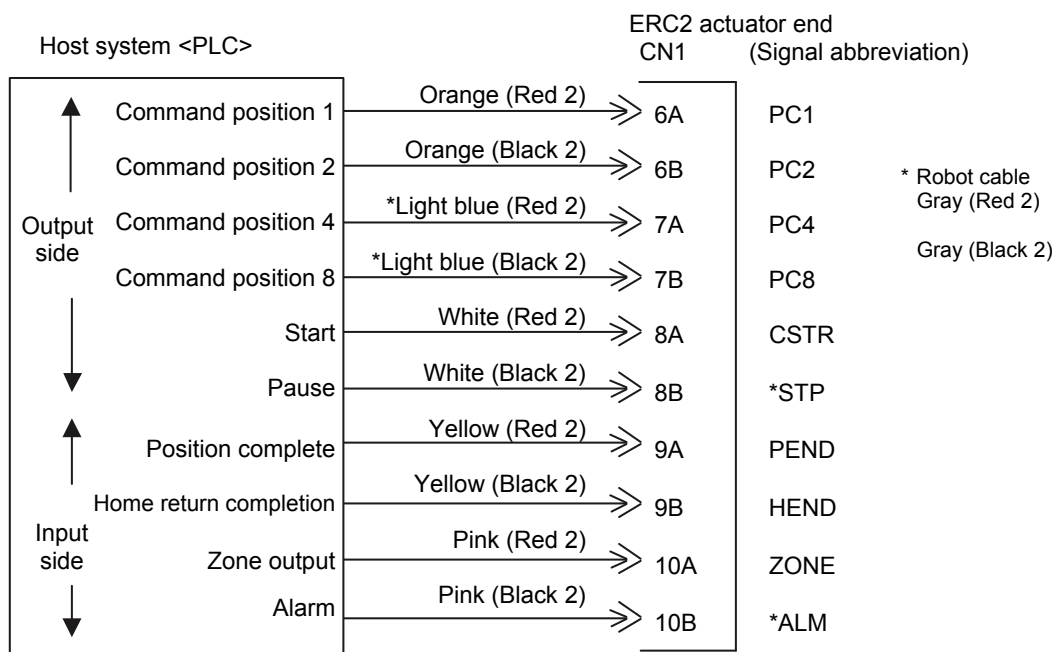 ERC2 actuator end
Host system <PLC>
CN1 (Signal abbreviation)
Command position 1 Orange (Red 2) 6A PC1
Command position 2 Orange (Black 2) 6B PC2
* Robot cable
Gray (Red 2)
Output
side
Command position 4 *Light blue (Red 2) 7A PC4
Gray (Black 2)
Command position 8 *Light blue (Black 2) 7B PC8
Start White (Red 2) 8A CSTR
Pause White (Black 2) 8B *STP
Position complete Yellow (Red 2) 9A PEND
Home return completion Yellow (Black 2) 9B HEND
Input
side
Zone output Pink (Red 2) 10A ZONE
Alarm Pink (Black 2) 10B *ALM